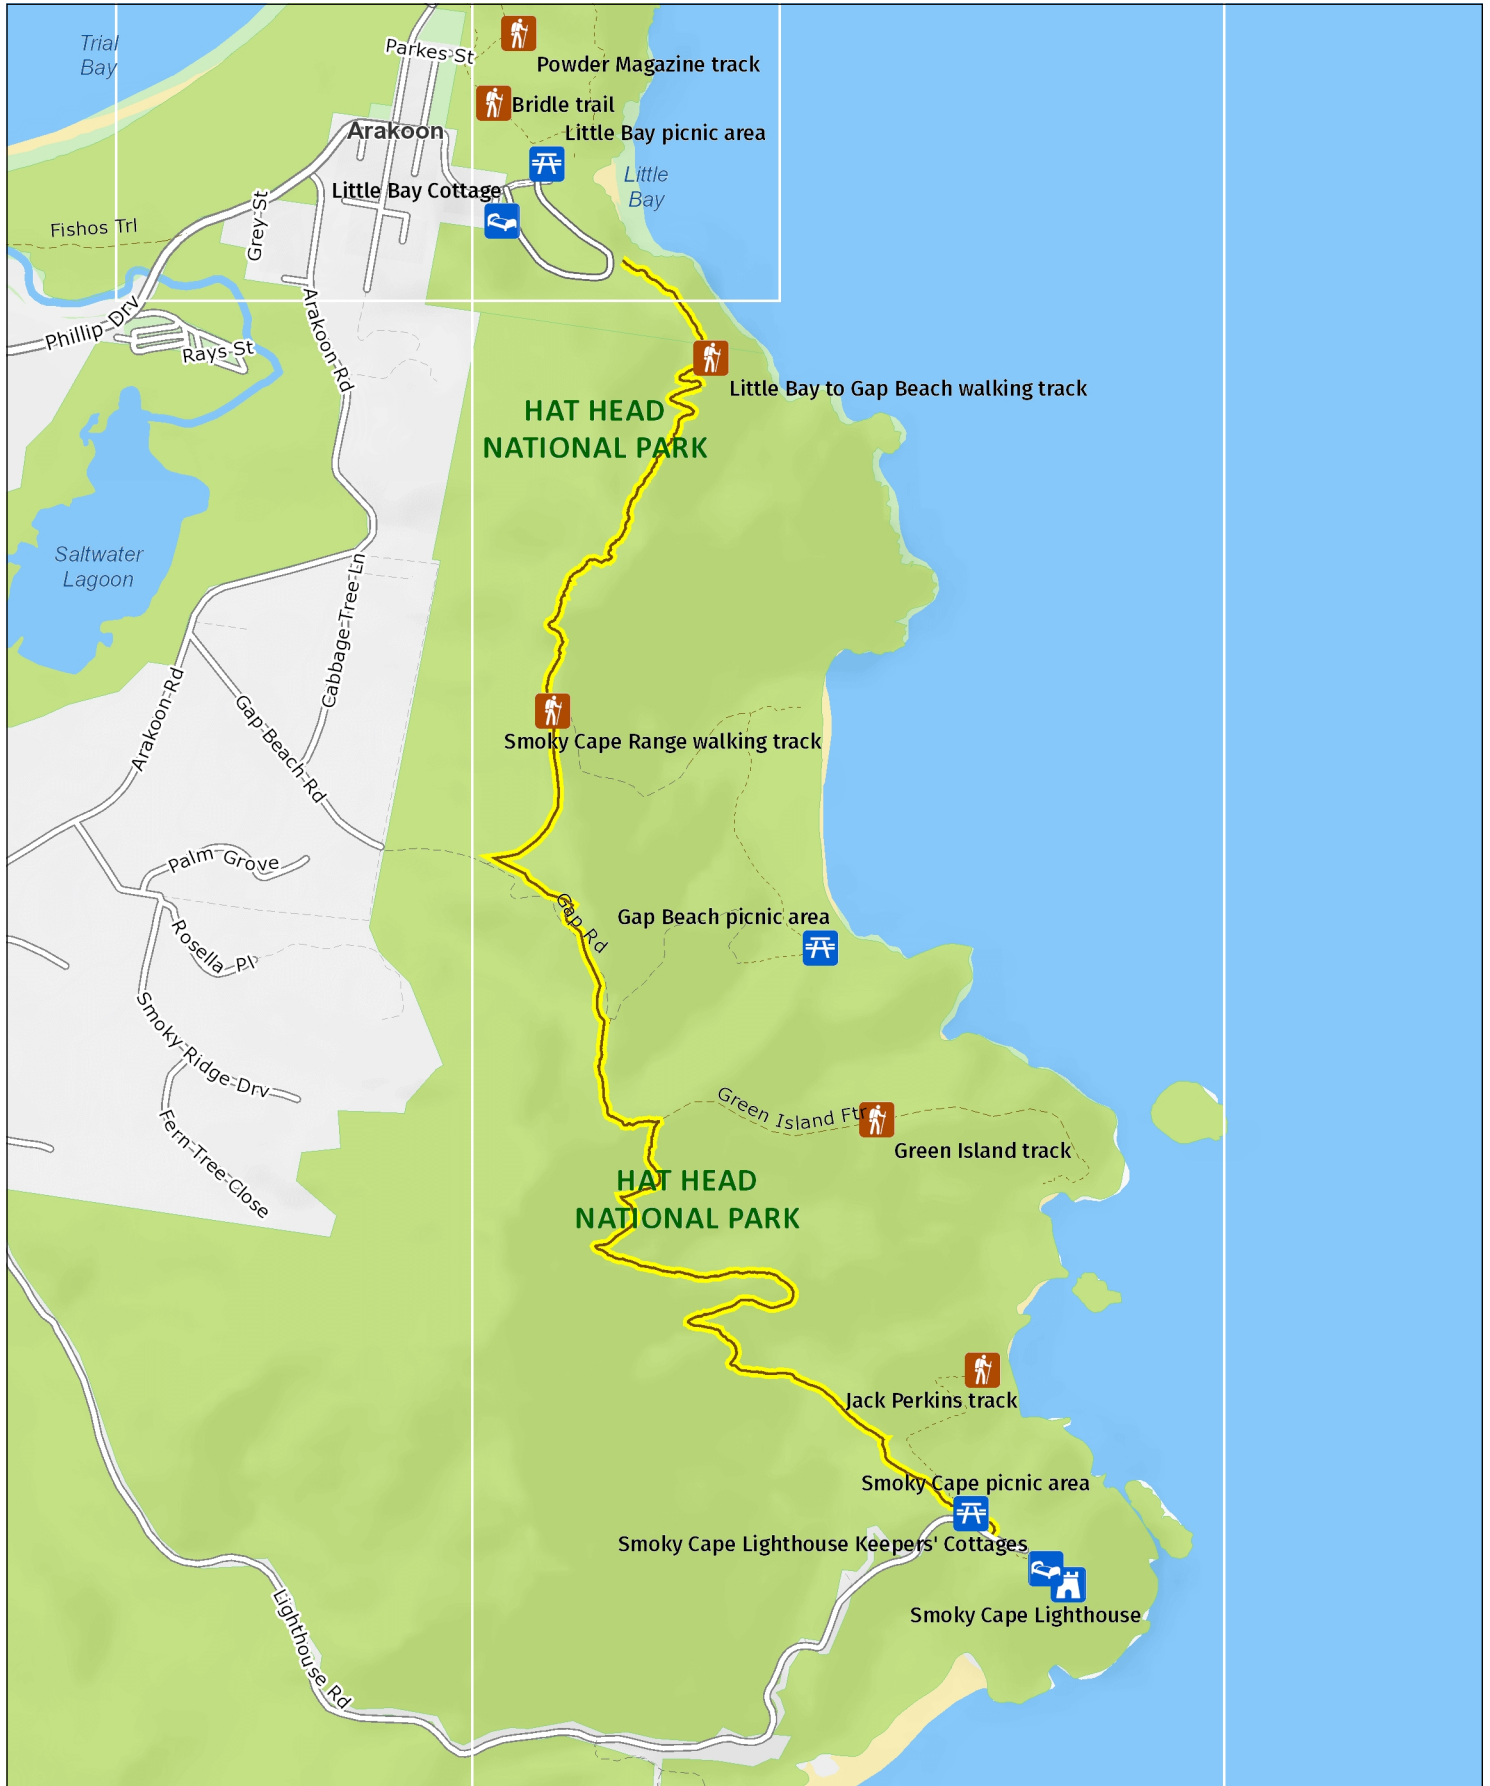 Trial
Bay
Parkes St
Powder Magazine track
Bridle trail
Arakoon
Little Bay picnic area
Little
Bay
Little Bay Cottage
Fishos Trl
Grey St
Phillip Drv
Rays St
Arakoon Rd
Little Bay to Gap Beach walking track
HAT HEAD
NATIONAL PARK
Saltwater
Lagoon
Cabbage-Tree-Ln
Arakoon-Rd
Gap-Beach-Rd
Smoky Cape Range walking track
Palm Grove
Gap Rd
Gap Beach picnic area
Rosella Pl
Smoky-Ridge-Drv
Fern-Tree-Close
Green Island Ftr
Green Island track
HAT HEAD
NATIONAL PARK
Jack Perkins track
Smoky Cape picnic area
Smoky Cape Lighthouse Keepers' Cottages
Smoky Cape Lighthouse
Lighthouse Rd